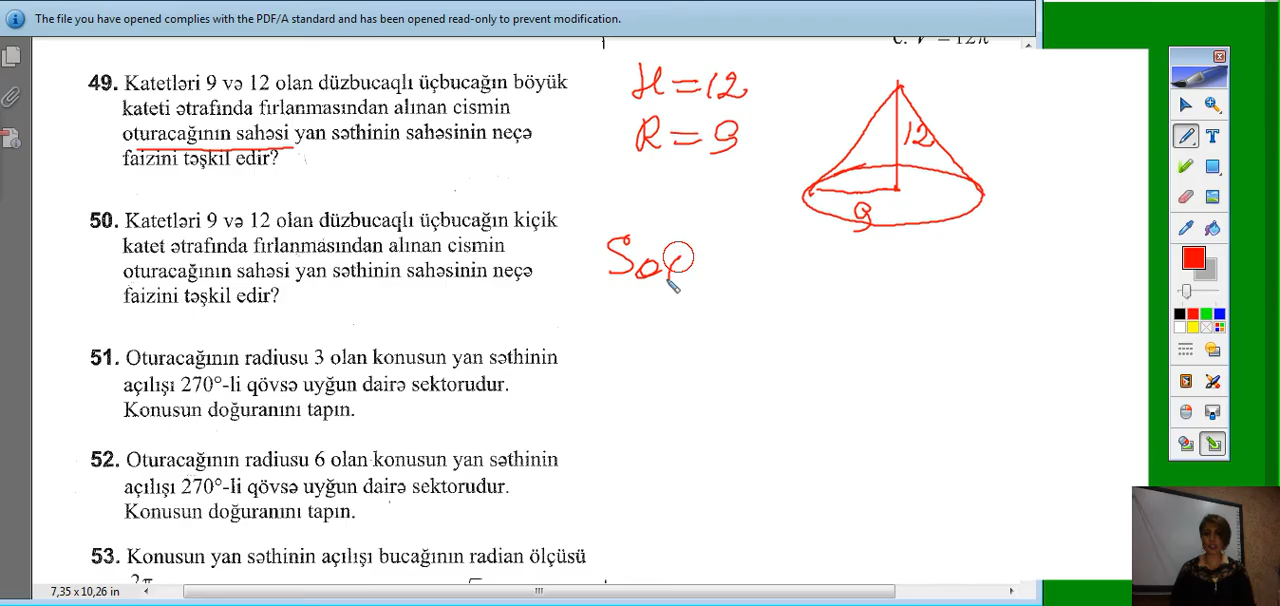 The file you have opened complies with the PDF/A standard and has been opened read-only to prevent modification.
49. Katetləri 9 və 12 olan düzbucaqlı üçbucağın böyük
kateti ətrafında fırlanmasından alınan cismin
oturacağının sahəsi yan səthinin sahəsinin neçə
faizini təşkil edir?
50. Katetləri 9 və 12 olan düzbucaqlı üçbucağın kiçik
katet ətrafında fırlanmasından alınan cismin
oturacağının sahəsi yan səthinin sahəsinin neçə
faizini təşkil edir?
51. Oturacağının radiusu 3 olan konusun yan səthinin
açılışı 270°-li qövsə uyğun dairə sektorudur.
Konusun doğuranını tapın.
52. Oturacağının radiusu 6 olan konusun yan səthinin
açılışı 270°-li qövsə uyğun dairə sektorudur.
Konusun doğuranını tapın.
53. Konusun yan səthinin açılışı bucağının radian ölçüsü
2π
7,35 x 10,26 in
H = 12
R = 9
12
9
T